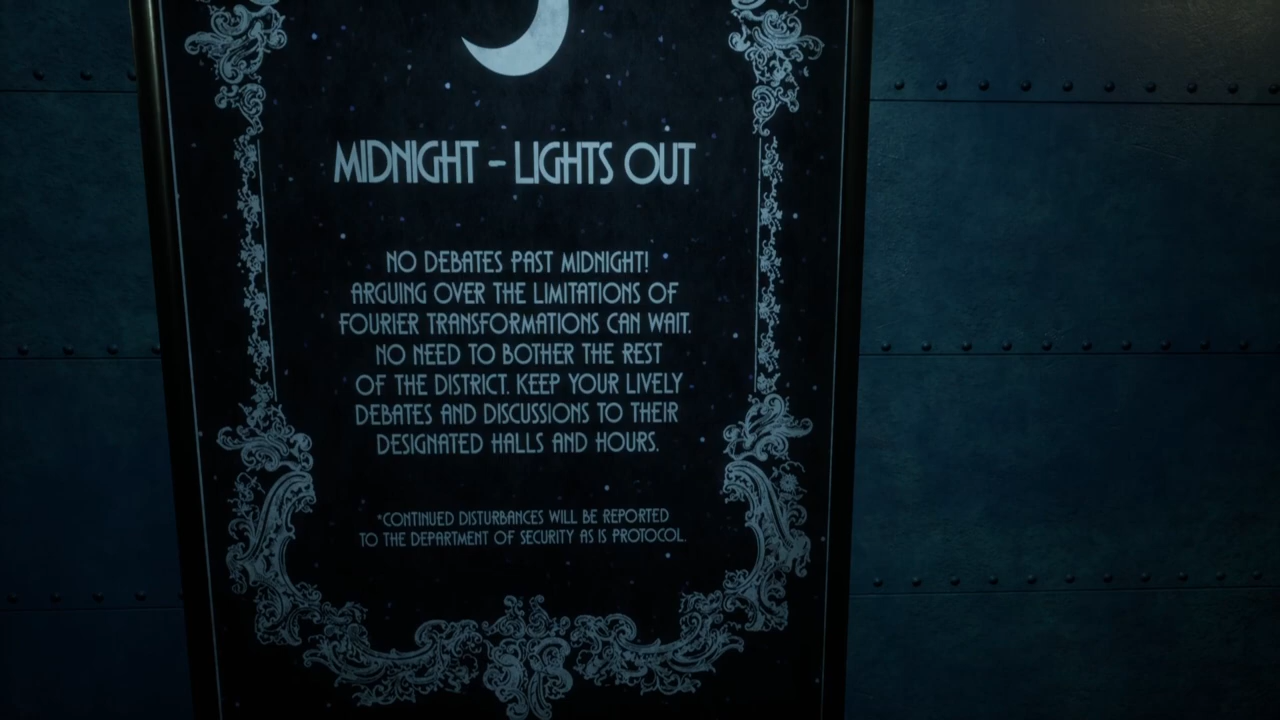 MIDNIGHT - LIGHTS OUT
NO DEBATES PAST MIDNIGHT!
ARGUING OVER THE LIMITATIONS OF
FOURIER TRANSFORMATIONS CAN WAIT.
NO NEED TO BOTHER THE REST
OF THE DISTRICT. KEEP YOUR LIVELY
DEBATES AND DISCUSSIONS TO THEIR
DESIGNATED HALLS AND HOURS.
*CONTINUED DISTURBANCES WILL BE REPORTED
TO THE DEPARTMENT OF SECURITY AS IS PROTOCOL.